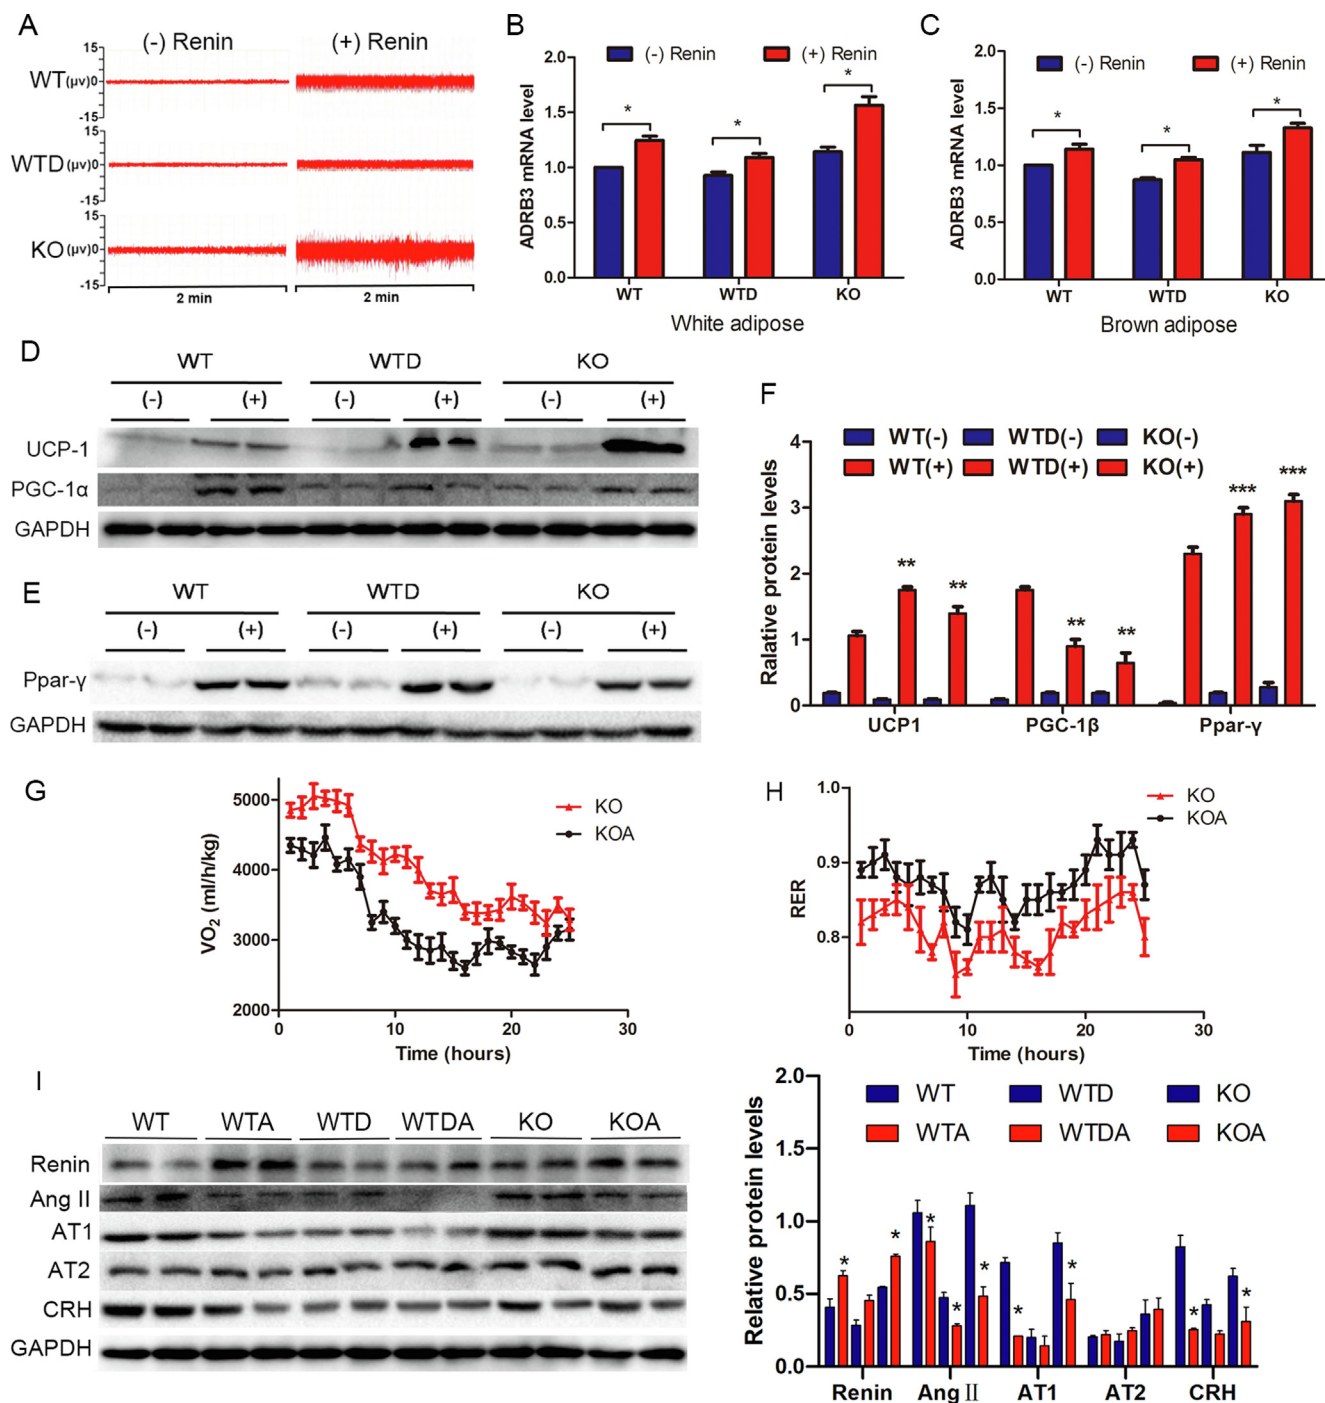 A
(-) Renin
(+) Renin
15
WT(μv)0
-15
15
WTD(μv)0
-15
15
KO(μv)0
-15
2 min
2 min
B
(-) Renin
(+) Renin
ADRB3 mRNA level
2.0
1.5
1.0
0.5
0.0
*
*
*
WT
WTD
KO
White adipose
C
(-) Renin
(+) Renin
ADRB3 mRNA level
2.0
1.5
1.0
0.5
0.0
*
*
*
WT
WTD
KO
Brown adipose
D
WT
WTD
KO
(-)
(+)
(-)
(+)
(-)
(+)
UCP-1
PGC-1α
GAPDH
E
WT
WTD
KO
(-)
(+)
(-)
(+)
(-)
(+)
Ppar-γ
GAPDH
F
WT(-)
WTD(-)
KO(-)
WT(+)
WTD(+)
KO(+)
Ralative protein levels
4
3
2
1
0
**
**
**
**
***
***
UCP1
PGC-1β
Ppar-γ
G
VO2 (ml/h/kg)
5000
4000
3000
2000
KO
KOA
0
10
20
30
Time (hours)
H
RER
1.0
0.9
0.8
KO
KOA
0
10
20
30
Time (hours)
I
WT
WTA
WTD
WTDA
KO
KOA
Renin
Ang II
AT1
AT2
CRH
GAPDH
Relative protein levels
2.0
1.5
1.0
0.5
0.0
WT
WTD
KO
WTA
WTDA
KOA
*
*
*
*
*
*
*
*
*
Renin
Ang II
AT1
AT2
CRH